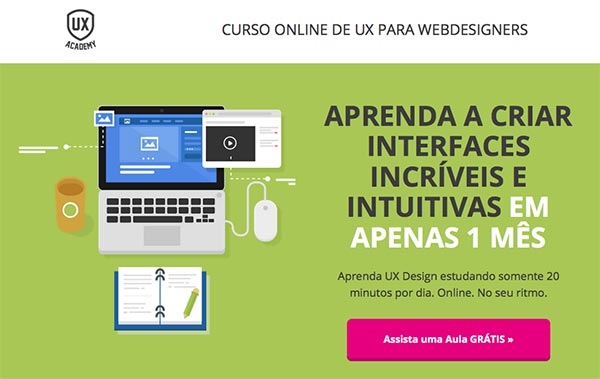 UX
ACADEMY
CURSO ONLINE DE UX PARA WEBDESIGNERS
APRENDA A CRIAR
INTERFACES
INCRÍVEIS E
INTUITIVAS EM
APENAS 1 MÊS
Aprenda UX Design estudando somente 20
minutos por dia. Online. No seu ritmo.
Assista uma Aula GRÁTIS »